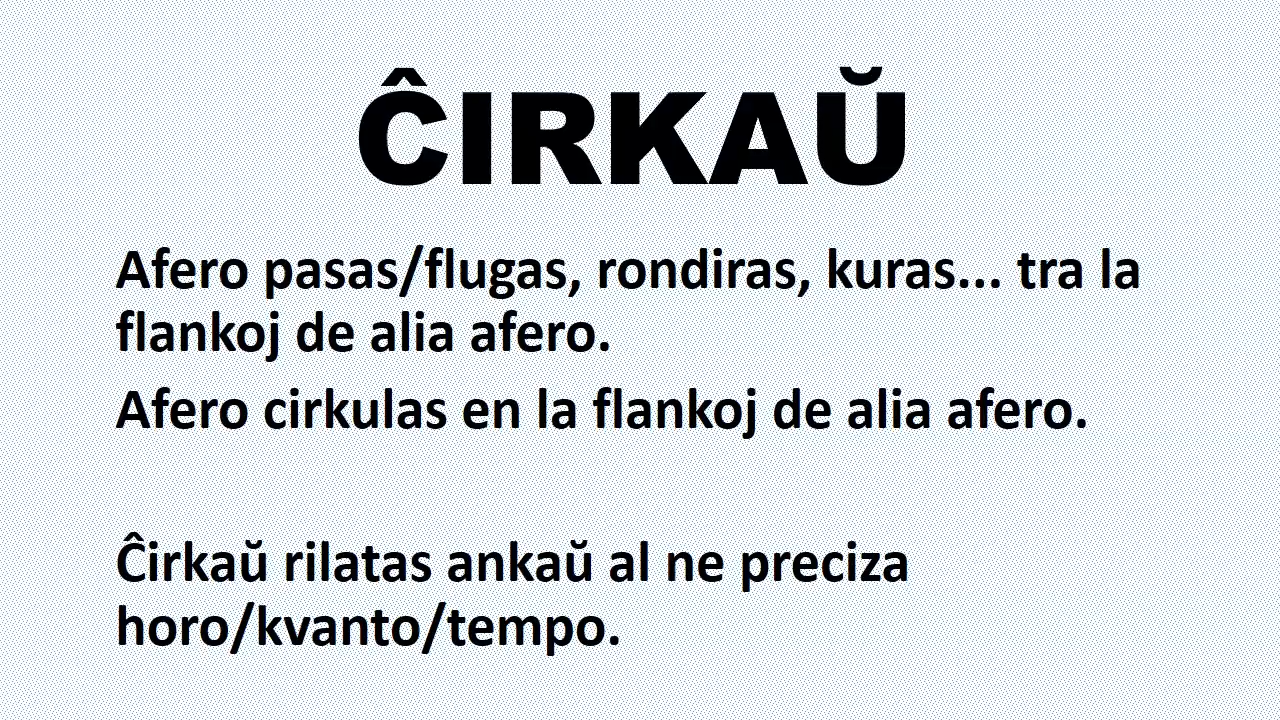 ĈIRKAŬ
Afero pasas/flugas, rondiras, kuras... tra la
flankoj de alia afero.
Afero cirkulas en la flankoj de alia afero.
Ĉirkaŭ rilatas ankaŭ al ne preciza
horo/kvanto/tempo.